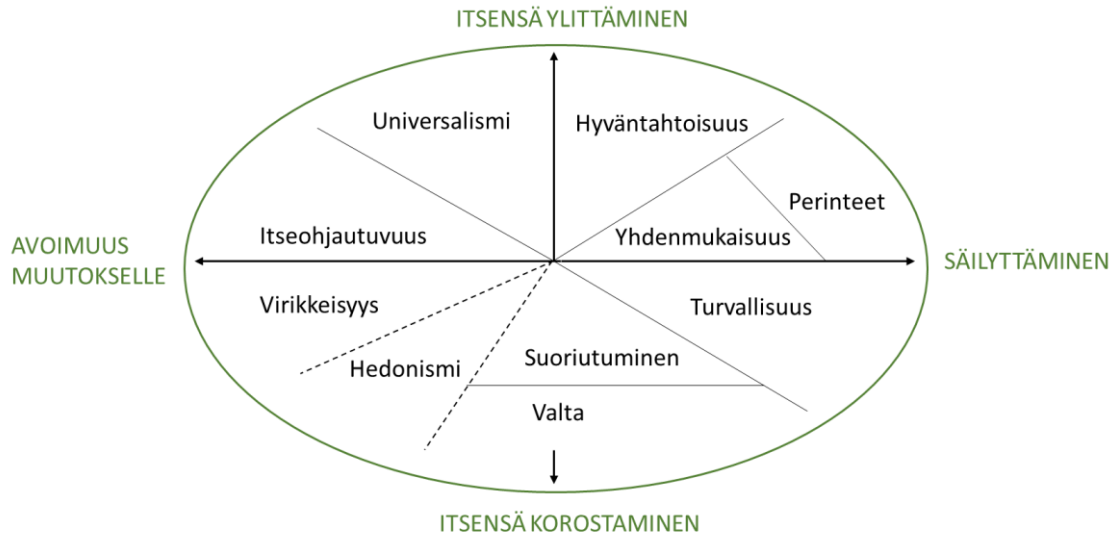 ITSENSÄ YLITTÄMINEN
Universalismi
Hyväntahtoisuus
Perinteet
Itseohjautuvuus
Yhdenmukaisuus
AVOIMUUS
MUUTOKSELLE
SÄILYTTÄMINEN
Virikkeisyys
Turvallisuus
Hedonismi
Suoriutuminen
Valta
ITSENSÄ KOROSTAMINEN